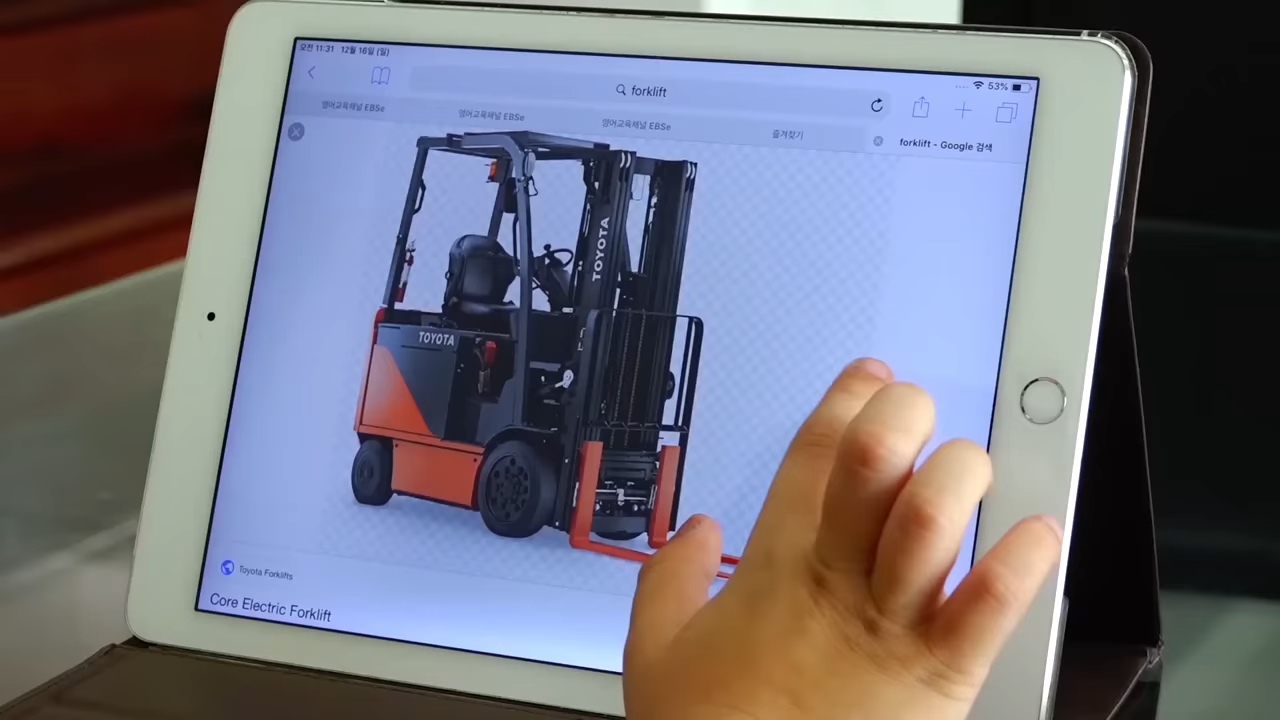 오전 11:31 12월 16일 (일)
53%
forklift
영어교육채널 EBSe
영어교육채널 EBSe
영어교육채널 EBSe
즐겨찾기
forklift - Google 검색
TOYOTA
TOYOTA
Toyota Forklifts
Core Electric Forklift